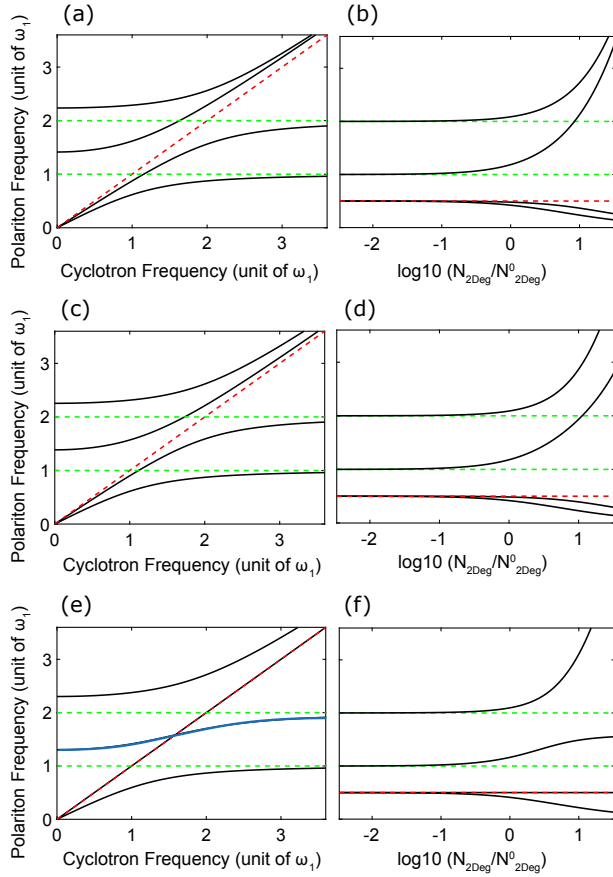 (a)
(b)
Polariton Frequency (unit of ω₁)
3
2
1
0
0
1
2
3
Cyclotron Frequency (unit of ω₁)
-2
-1
0
1
log10 (N₂Deg/N⁰₂Deg)
(c)
(d)
Polariton Frequency (unit of ω₁)
3
2
1
0
0
1
2
3
Cyclotron Frequency (unit of ω₁)
-2
-1
0
1
log10 (N₂Deg/N⁰₂Deg)
(e)
(f)
Polariton Frequency (unit of ω₁)
3
2
1
0
0
1
2
3
Cyclotron Frequency (unit of ω₁)
-2
-1
0
1
log10 (N₂Deg/N⁰₂Deg)